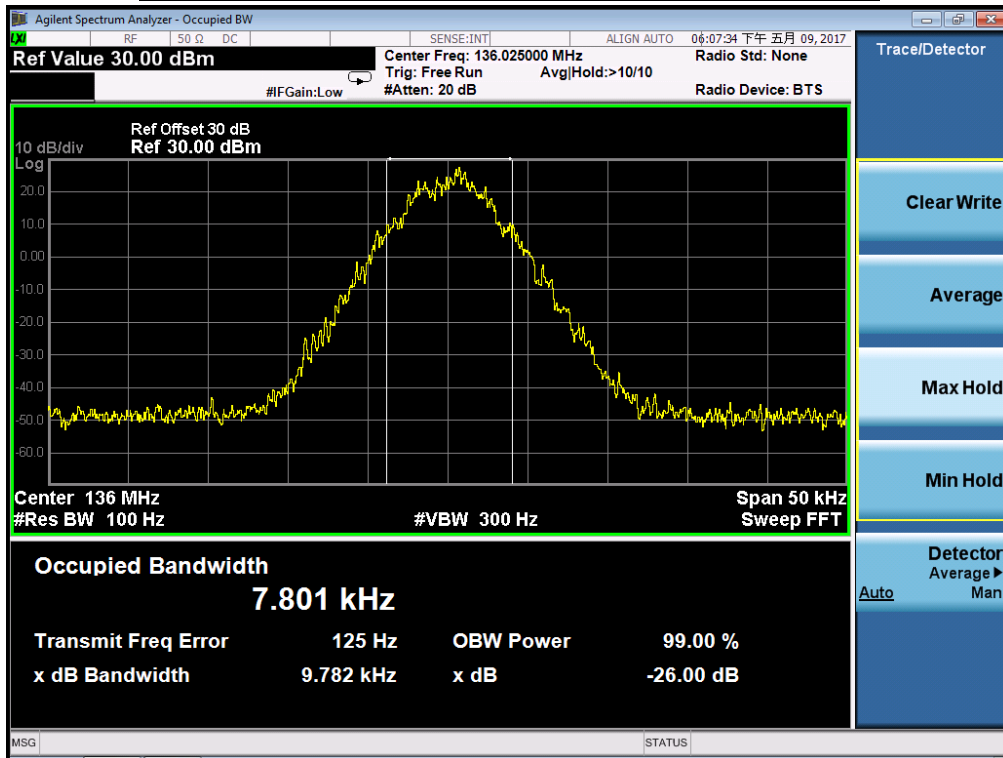 Agilent Spectrum Analyzer - Occupied BW
LXI RF 50 Ω DC SENSE:INT ALIGN AUTO 06:07:34 下午 五月 09, 2017
Ref Value 30.00 dBm
Center Freq: 136.025000 MHz Radio Std: None
Trig: Free Run Avg|Hold:>10/10
#IFGain:Low #Atten: 20 dB Radio Device: BTS
Ref Offset 30 dB
10 dB/div Ref 30.00 dBm
Log
20.0
10.0
0.00
-10.0
-20.0
-30.0
-40.0
-50.0
-60.0
Center 136 MHz Span 50 kHz
#Res BW 100 Hz #VBW 300 Hz Sweep FFT
Occupied Bandwidth
7.801 kHz
Transmit Freq Error 125 Hz OBW Power 99.00 %
x dB Bandwidth 9.782 kHz x dB -26.00 dB
MSG STATUS
Trace/Detector
Clear Write
Average
Max Hold
Min Hold
Detector
Average▶
Auto Man